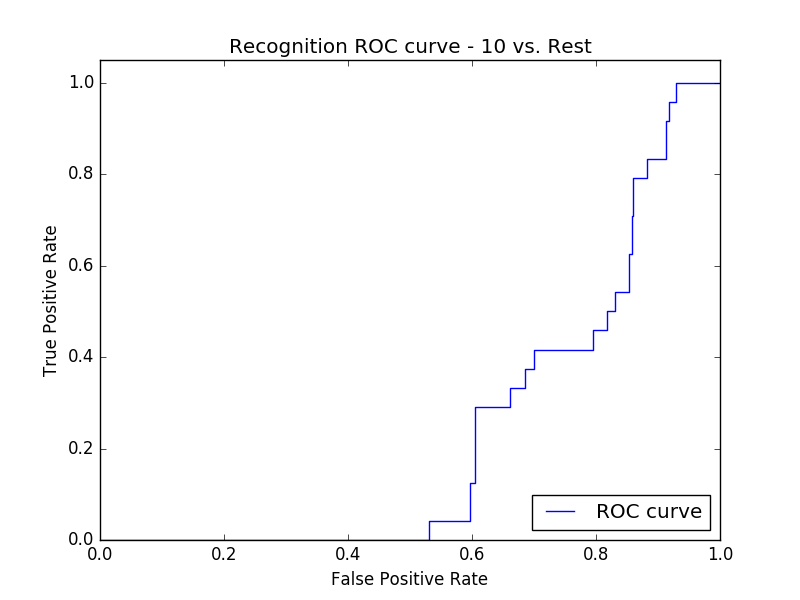 Recognition ROC curve - 10 vs. Rest
1.0
0.8
0.6
0.4
0.2
0.0
True Positive Rate
ROC curve
0.0 0.2 0.4 0.6 0.8 1.0
False Positive Rate